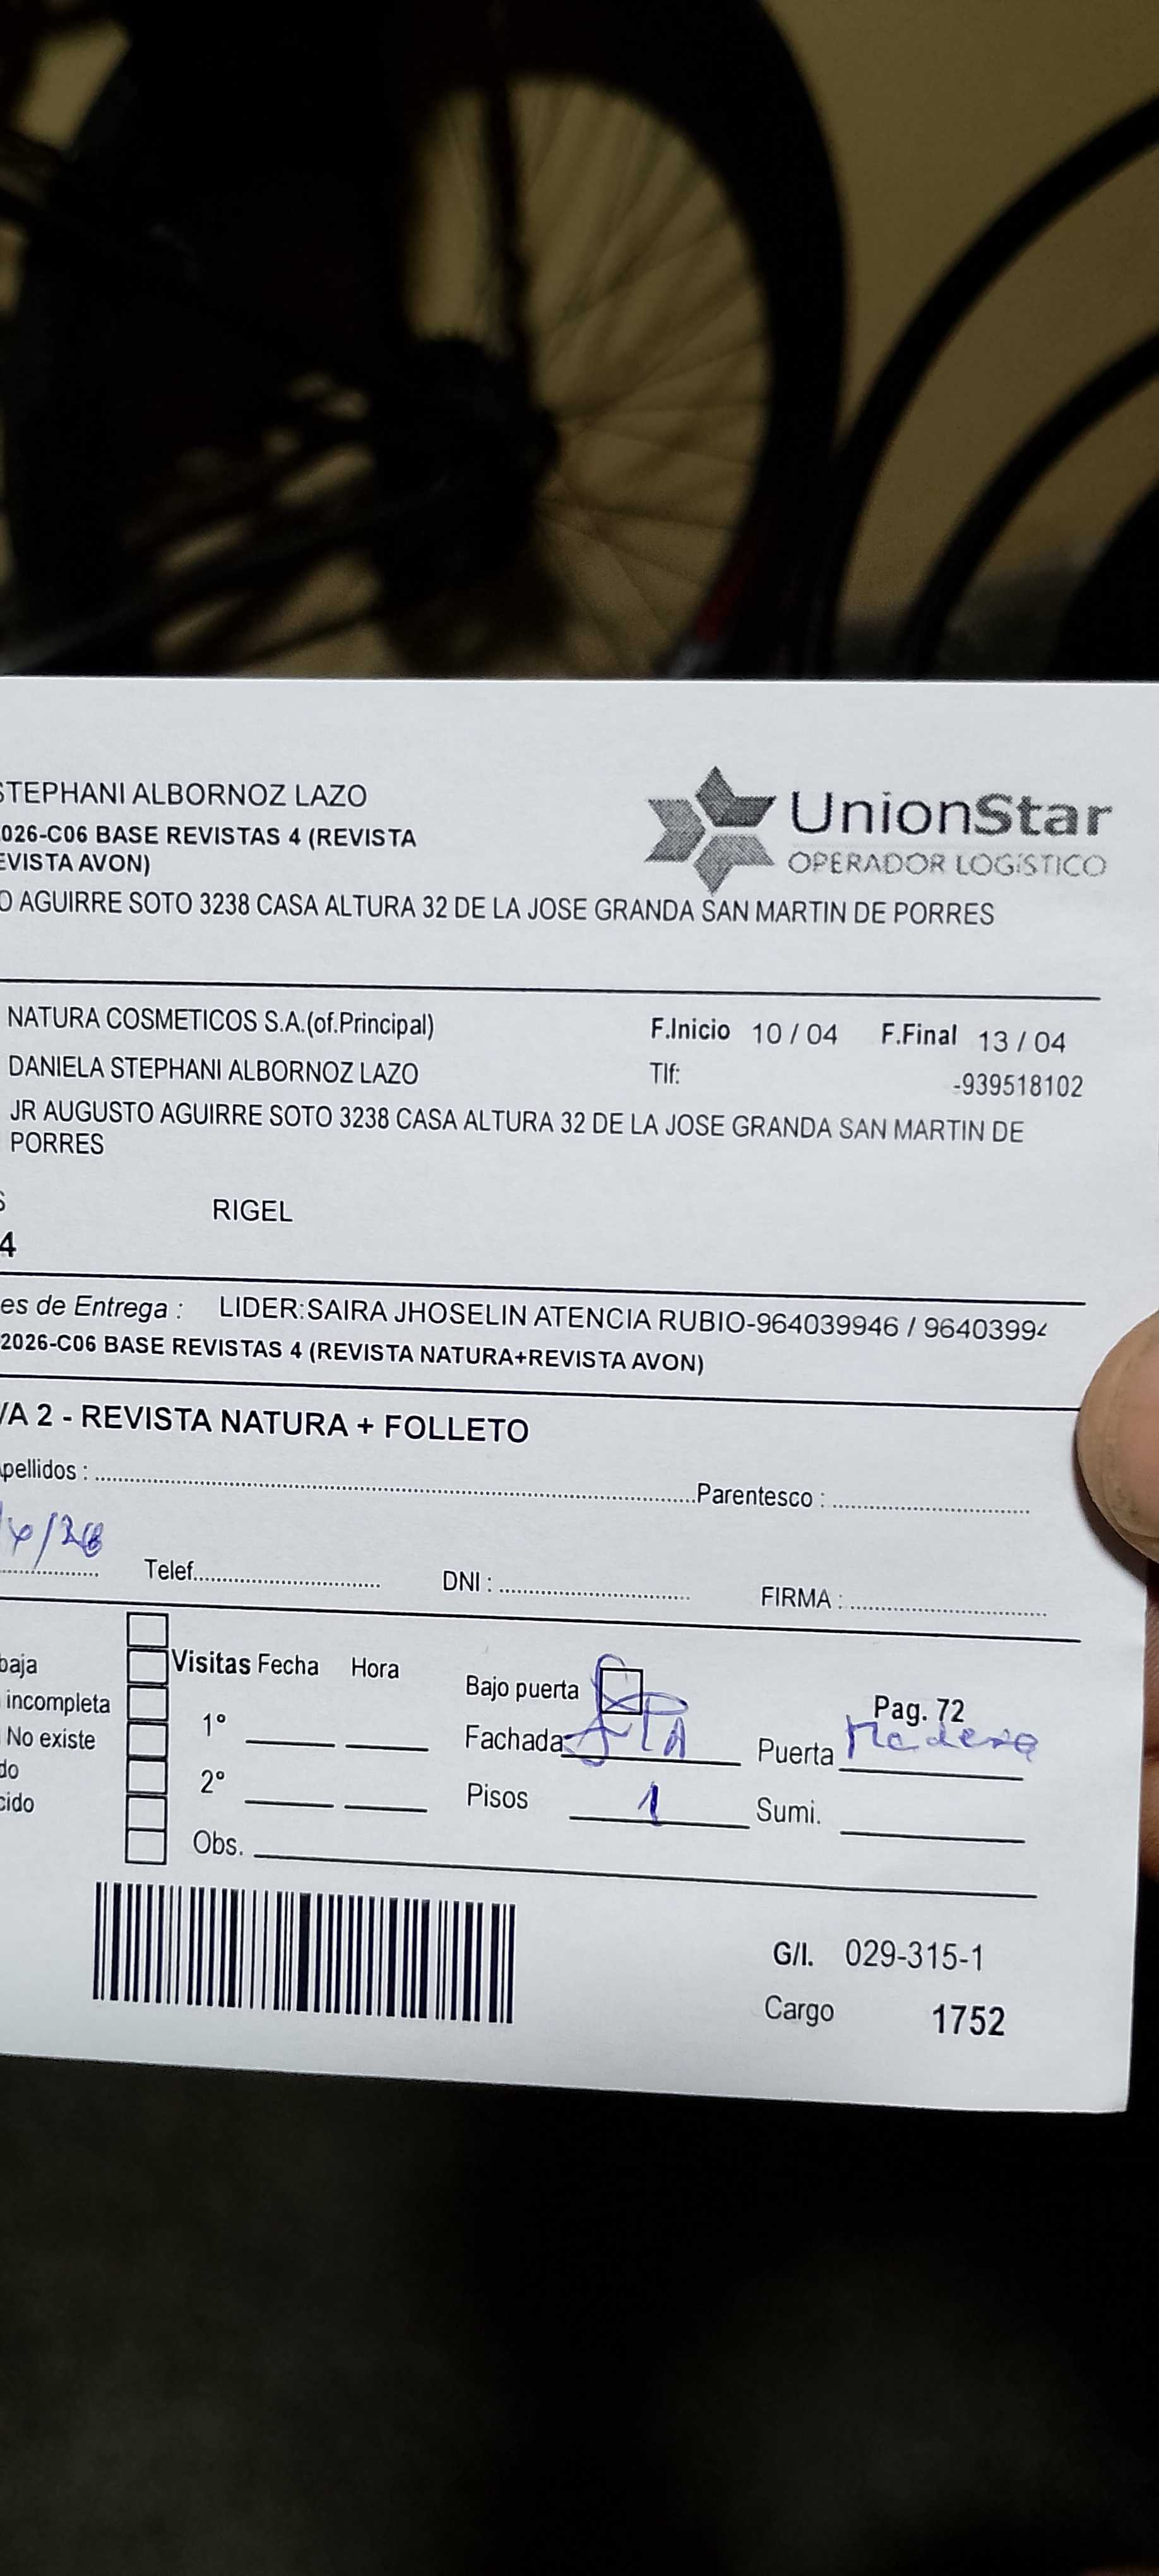 STEPHANI ALBORNOZ LAZO
026-C06 BASE REVISTAS 4 (REVISTA
EVISTA AVON)
UnionStar
OPERADOR LOGÍSTICO
O AGUIRRE SOTO 3238 CASA ALTURA 32 DE LA JOSE GRANDA SAN MARTIN DE PORRES
NATURA COSMETICOS S.A.(of.Principal)
F.Inicio 10 / 04 F.Final 13 / 04
DANIELA STEPHANI ALBORNOZ LAZO
Tlf: -939518102
JR AUGUSTO AGUIRRE SOTO 3238 CASA ALTURA 32 DE LA JOSE GRANDA SAN MARTIN DE
PORRES
S RIGEL
4
es de Entrega : LIDER:SAIRA JHOSELIN ATENCIA RUBIO-964039946 / 96403994
2026-C06 BASE REVISTAS 4 (REVISTA NATURA+REVISTA AVON)
/A 2 - REVISTA NATURA + FOLLETO
pellidos : Parentesco :
Telef. DNI : FIRMA :
baja
incompleta
No existe
do
cido
Visitas Fecha Hora
1°
2°
Obs.
Bajo puerta
Pag. 72
Fachada Puerta Madera
Pisos 1 Sumi.
G/I. 029-315-1
Cargo 1752